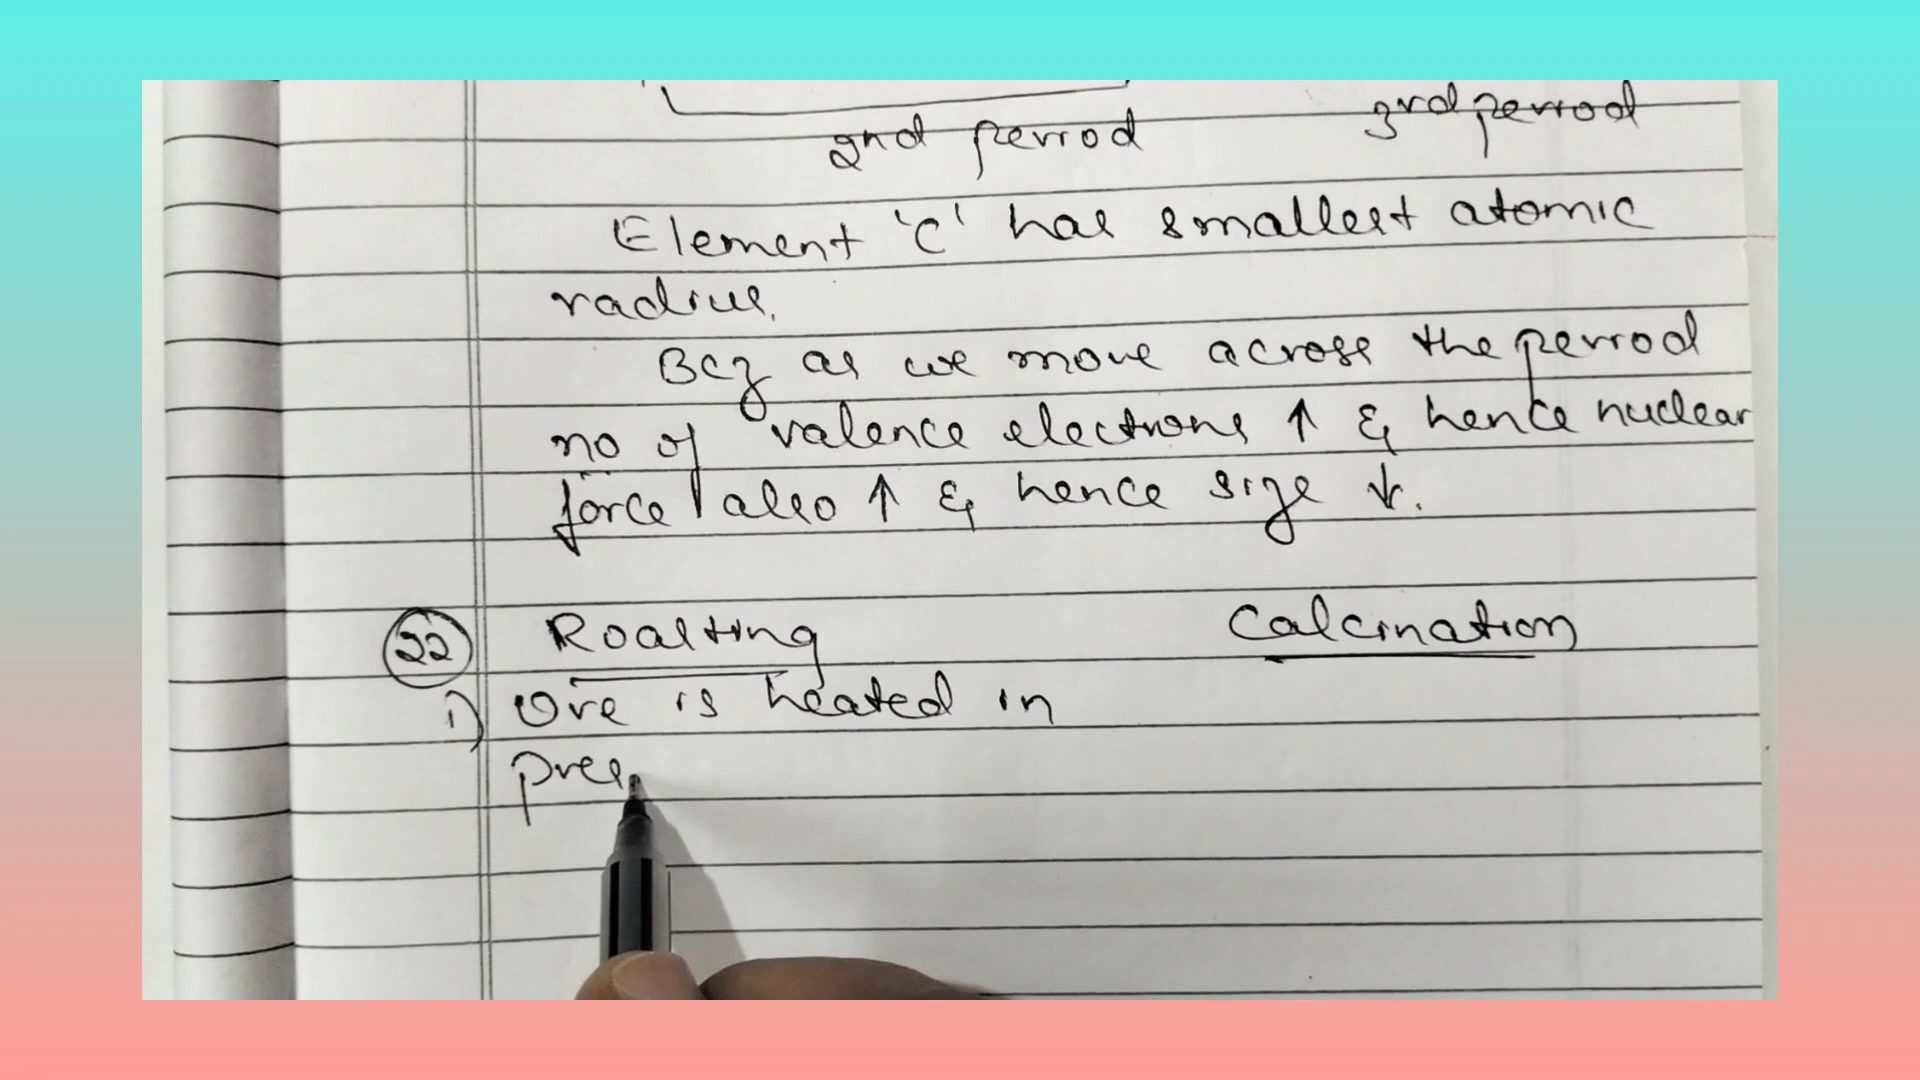 2nd period 3rd period
Element 'C' has smallest atomic
radius.
Bcz as we move across the period
no of valence electrons ↑ & hence nuclear
force also ↑ & hence size ↓.
22 Roasting Calcination
i) Ore is heated in
pres